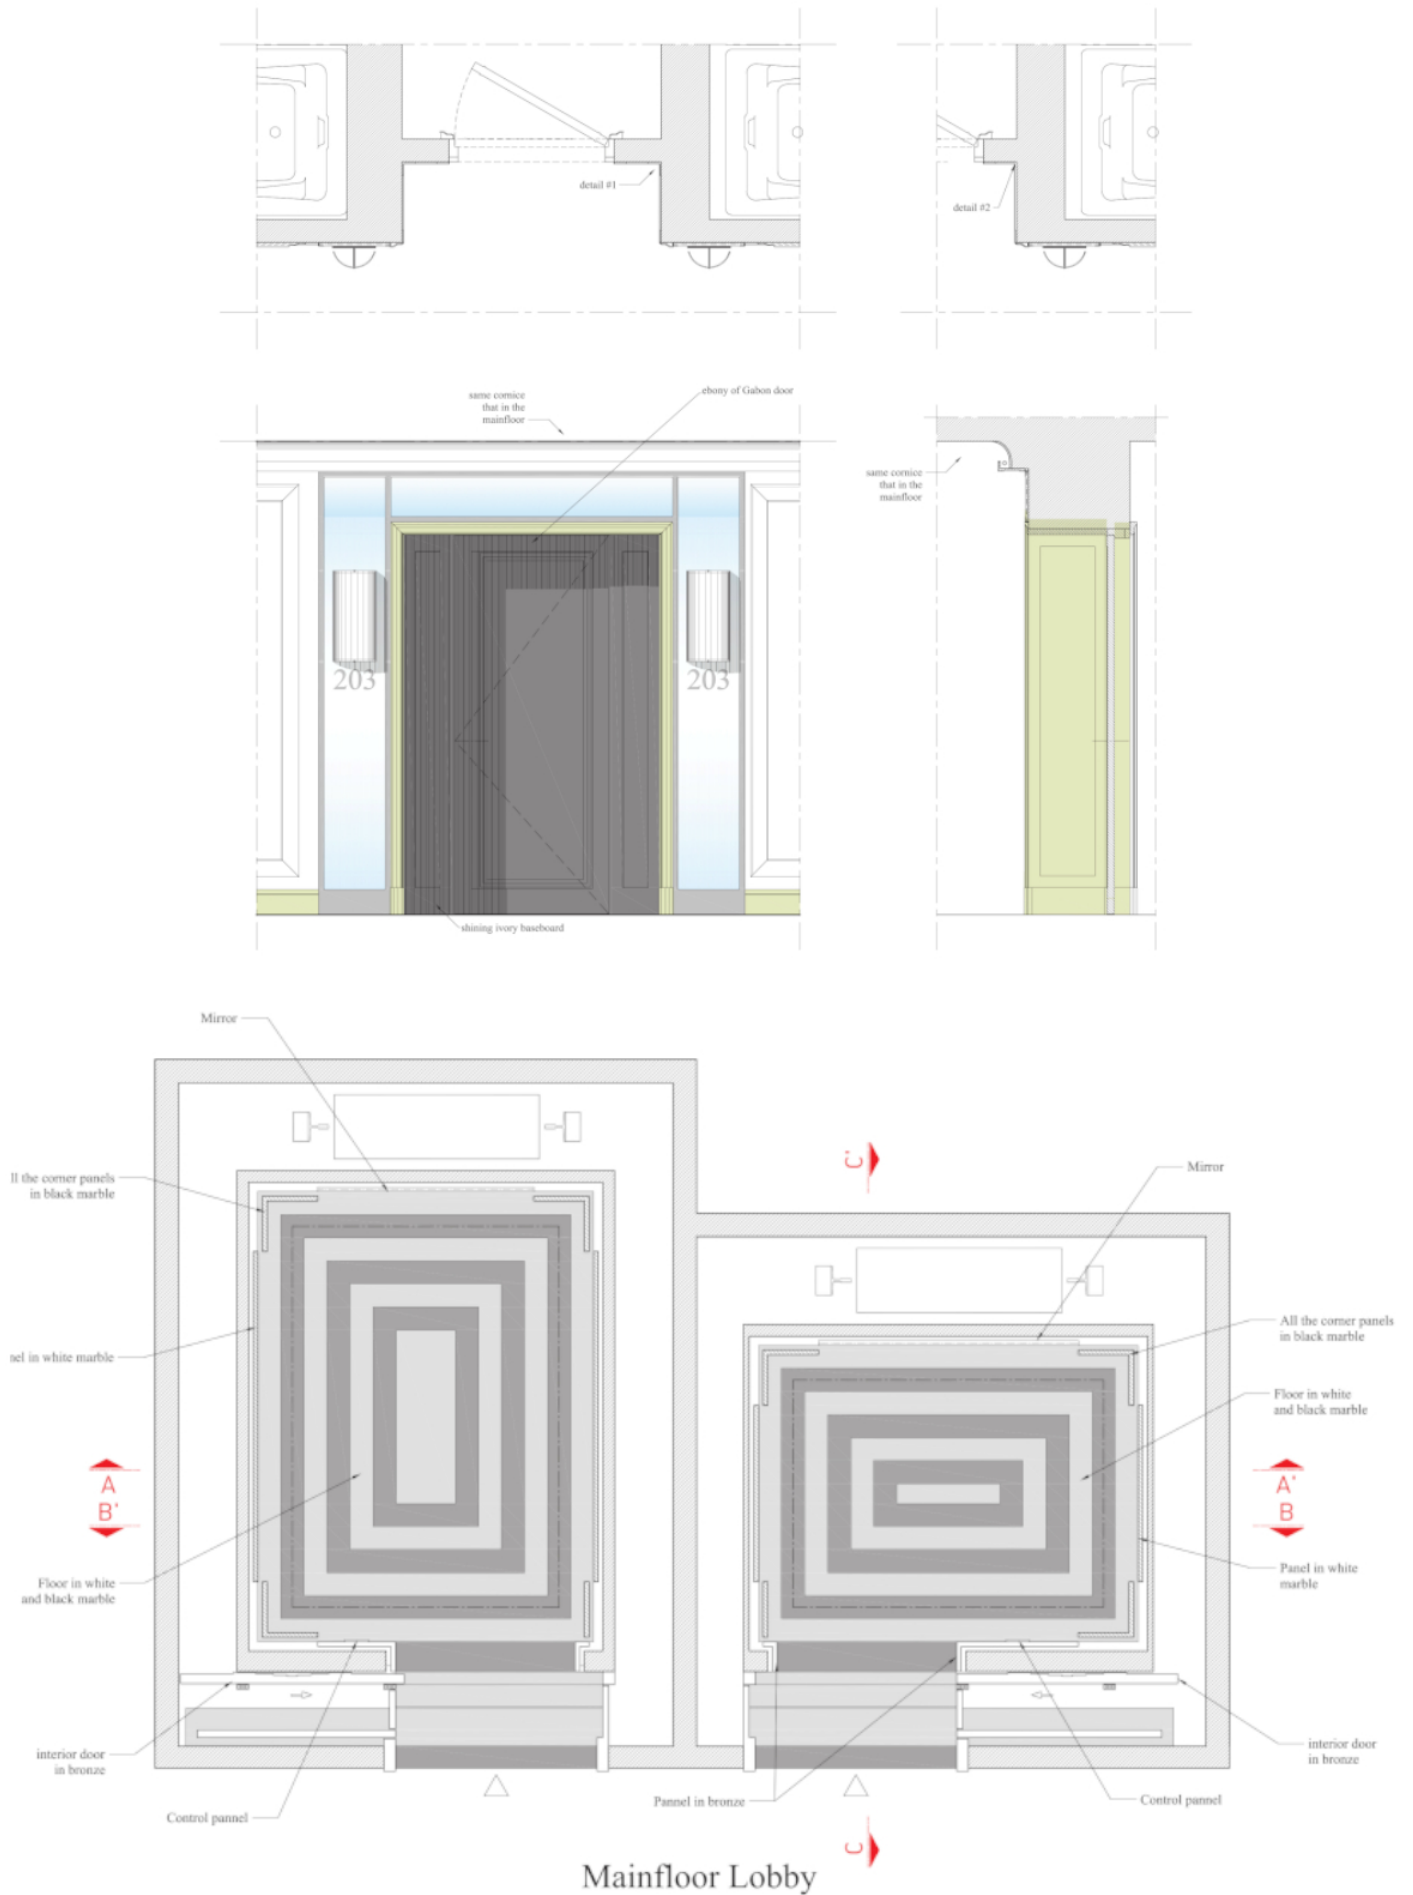 detail #1
detail #2
same cornice
that in the
mainfloor
ebony of Gabon door
same cornice
that in the
mainfloor
203
203
shining ivory baseboard
Mirror
ll the corner panels
in black marble
C'
Mirror
All the corner panels
in black marble
nel in white marble
Floor in white
and black marble
A
B'
A'
B
Floor in white
and black marble
Panel in white
marble
interior door
in bronze
interior door
in bronze
Control pannel
Pannel in bronze
Control pannel
C
Mainfloor Lobby